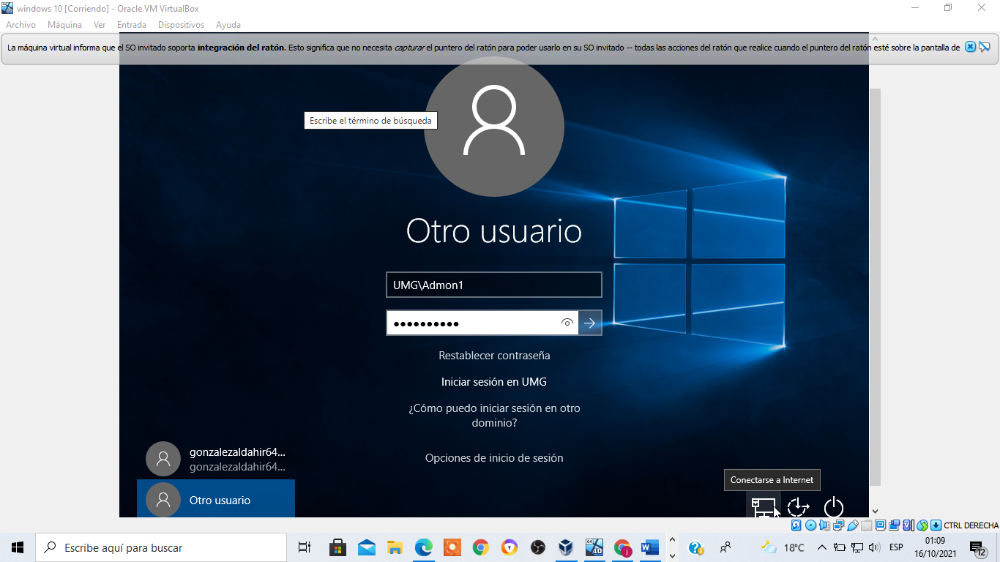 windows 10 [Corriendo] - Oracle VM VirtualBox
Archivo Máquina Ver Entrada Dispositivos Ayuda
La máquina virtual informa que el SO invitado soporta integración del ratón. Esto significa que no necesita capturar el puntero del ratón para poder usarlo en su SO invitado -- todas las acciones del ratón que realice cuando el puntero del ratón esté sobre la pantalla de
Escribe el término de búsqueda
Otro usuario
UMG\Admon1
Restablecer contraseña
Iniciar sesión en UMG
¿Cómo puedo iniciar sesión en otro
dominio?
Opciones de inicio de sesión
gonzalezaldahir64...
gonzalezaldahir64...
Otro usuario
Conectarse a Internet
CTRL DERECHA
Escribe aquí para buscar
64
10
j
W
18°C
ESP
01:09
16/10/2021
12